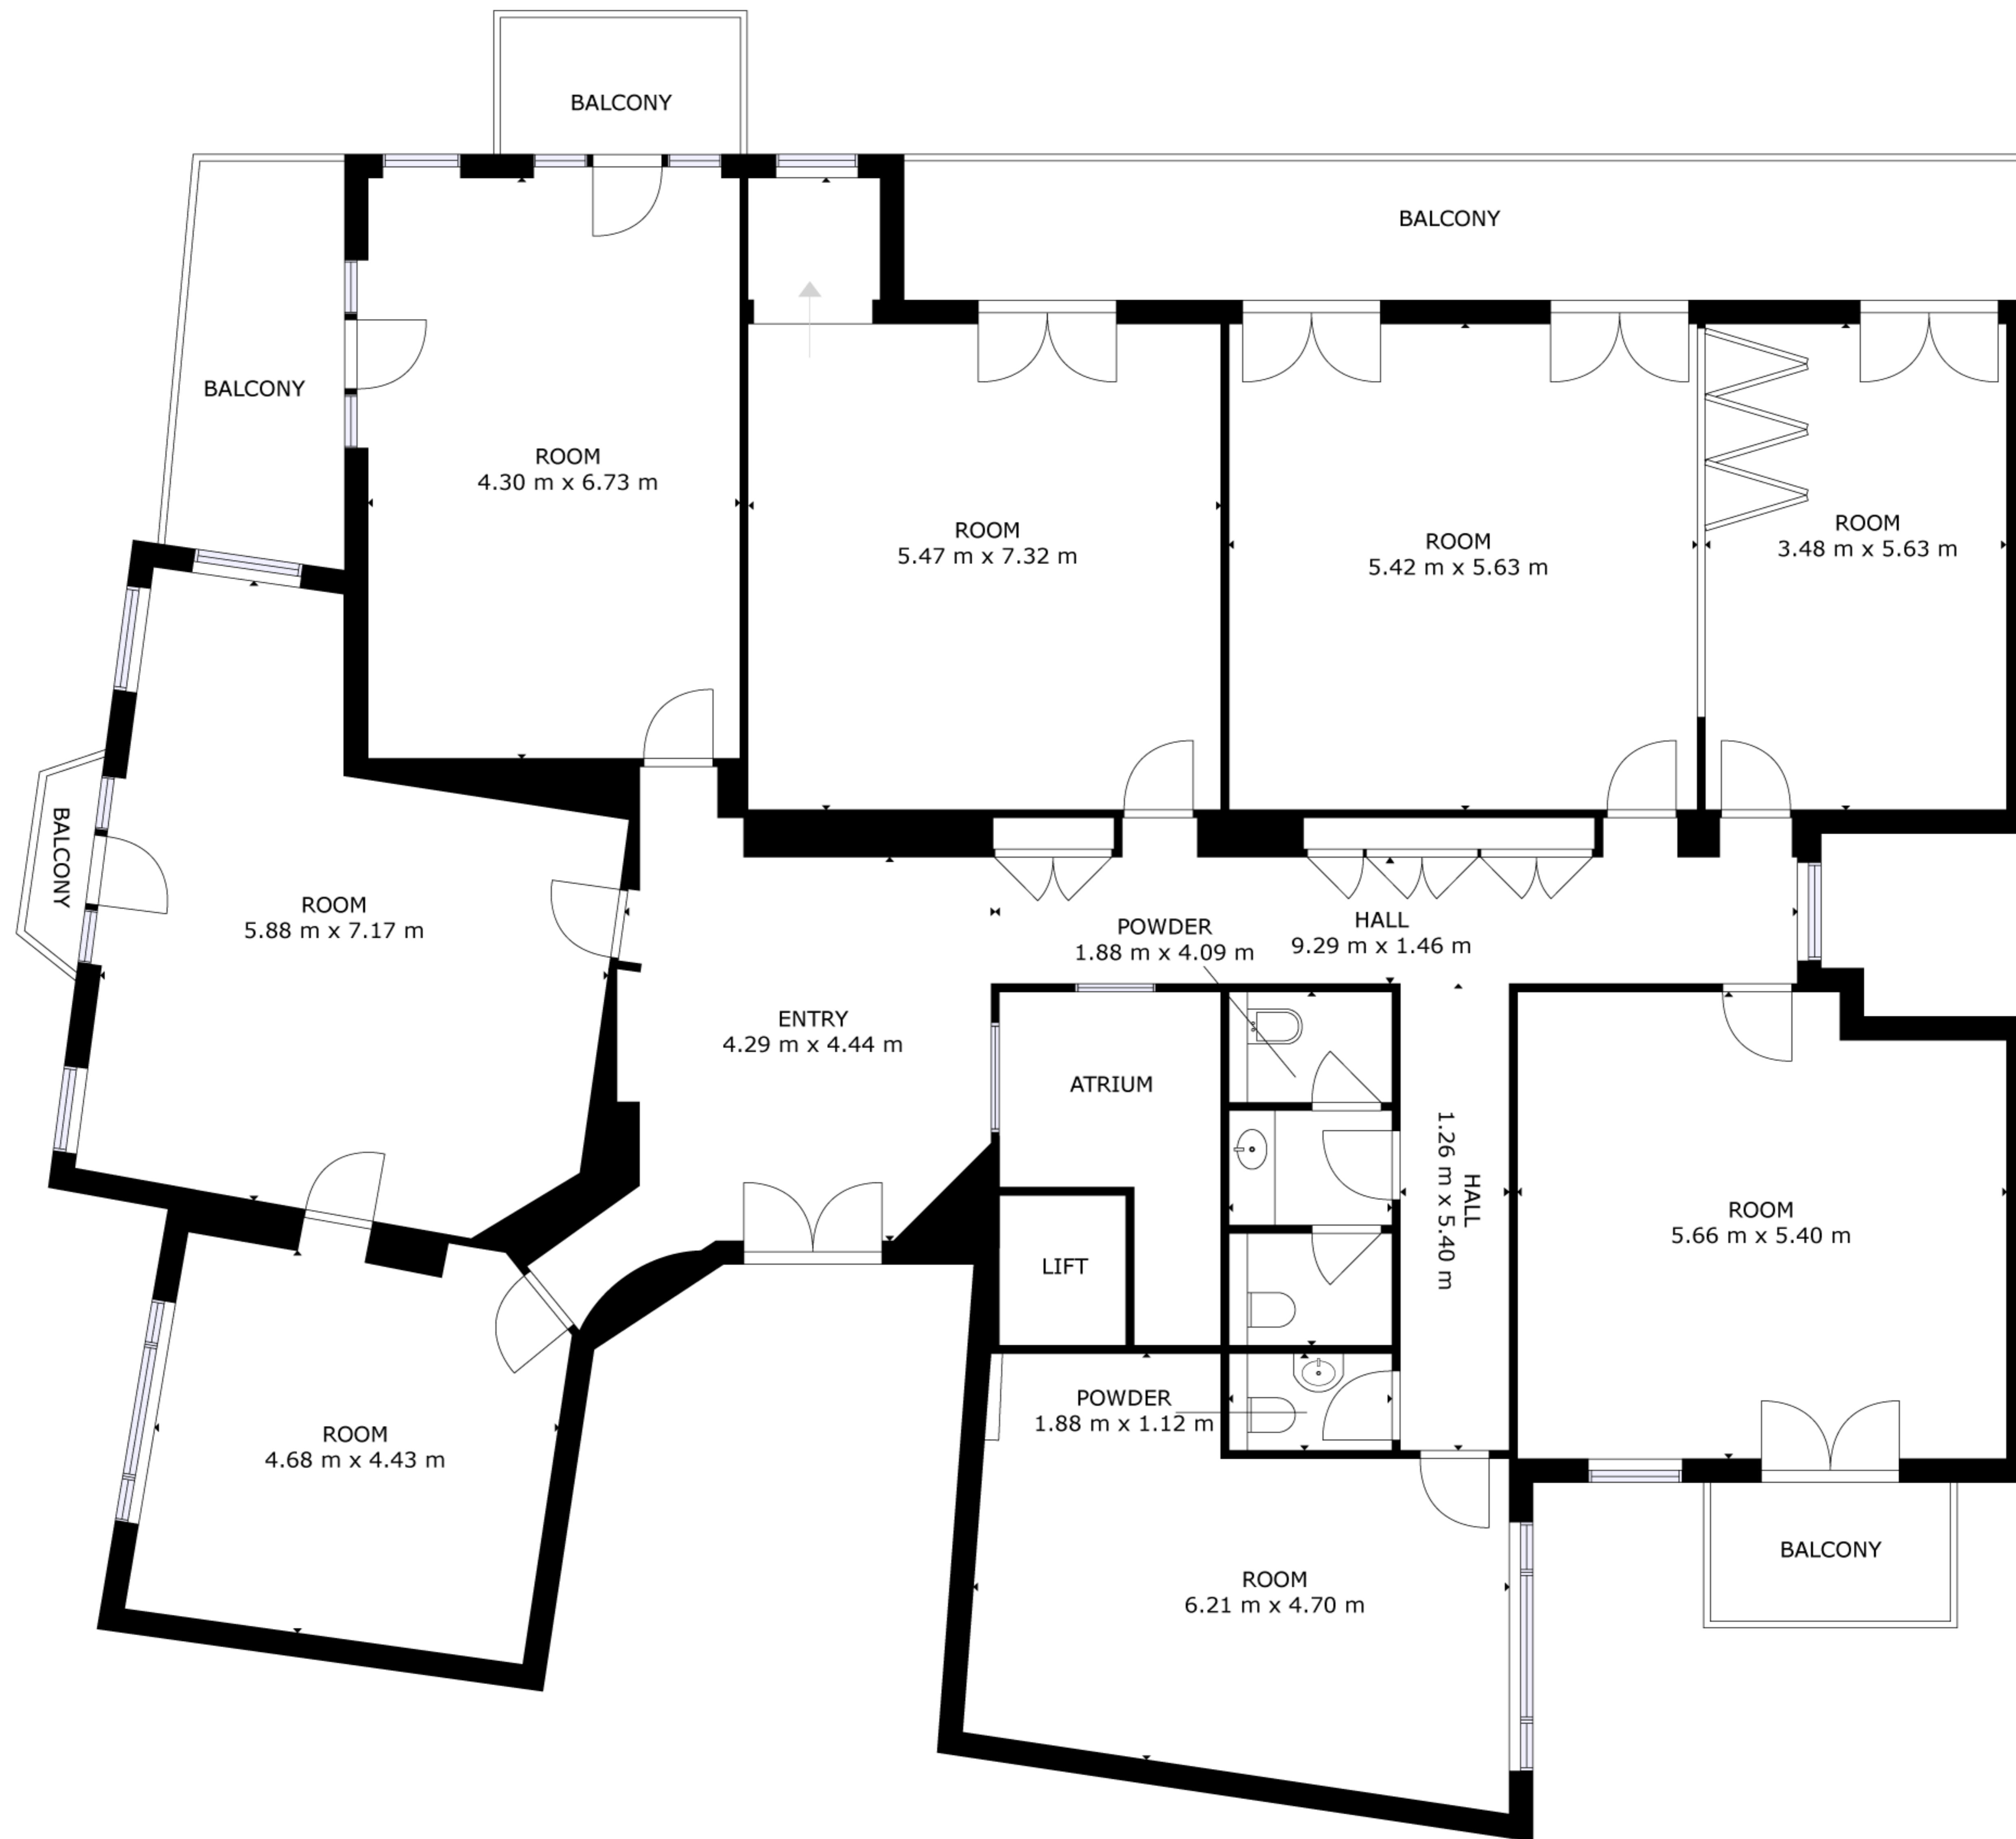 BALCONY
BALCONY
BALCONY
ROOM
4.30 m x 6.73 m
ROOM
5.47 m x 7.32 m
ROOM
5.42 m x 5.63 m
ROOM
3.48 m x 5.63 m
BALCONY
ROOM
5.88 m x 7.17 m
POWDER
1.88 m x 4.09 m
HALL
9.29 m x 1.46 m
ENTRY
4.29 m x 4.44 m
ATRIUM
HALL
1.26 m x 5.40 m
ROOM
5.66 m x 5.40 m
LIFT
POWDER
1.88 m x 1.12 m
ROOM
4.68 m x 4.43 m
ROOM
6.21 m x 4.70 m
BALCONY